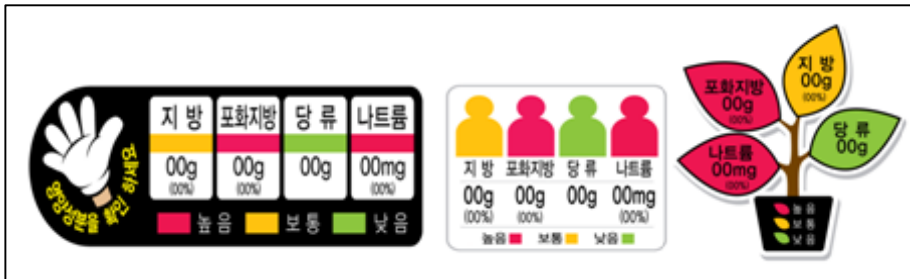 영양성분을 확인 하세요
지 방 포화지방 당 류 나트륨
00g 00g 00g 00mg
(00%) (00%) (00%)
높음 보통 낮음
지 방 포화지방 당 류 나트륨
00g 00g 00g 00mg
(00%) (00%) (00%)
높음 보통 낮음
지 방
00g
(00%)
포화지방
00g
(00%)
당 류
00g
나트륨
00mg
(00%)
높음
보통
낮음